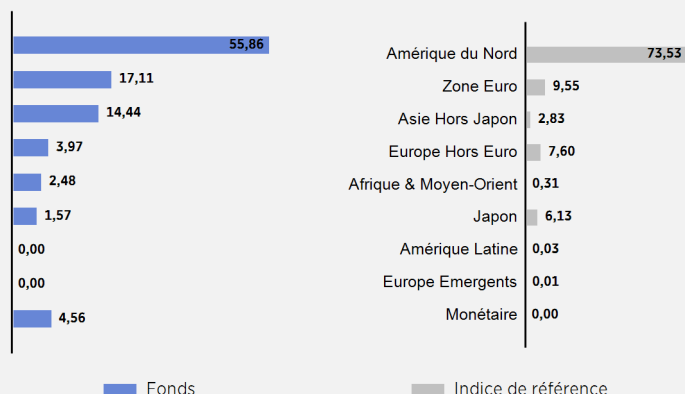 55,86
Amérique du Nord 73,53
17,11
Zone Euro 9,55
14,44
Asie Hors Japon 2,83
3,97
Europe Hors Euro 7,60
2,48
Afrique & Moyen-Orient 0,31
1,57
Japon 6,13
0,00
Amérique Latine 0,03
0,00
Europe Emergents 0,01
4,56
Monétaire 0,00
Fonds
Indice de référence